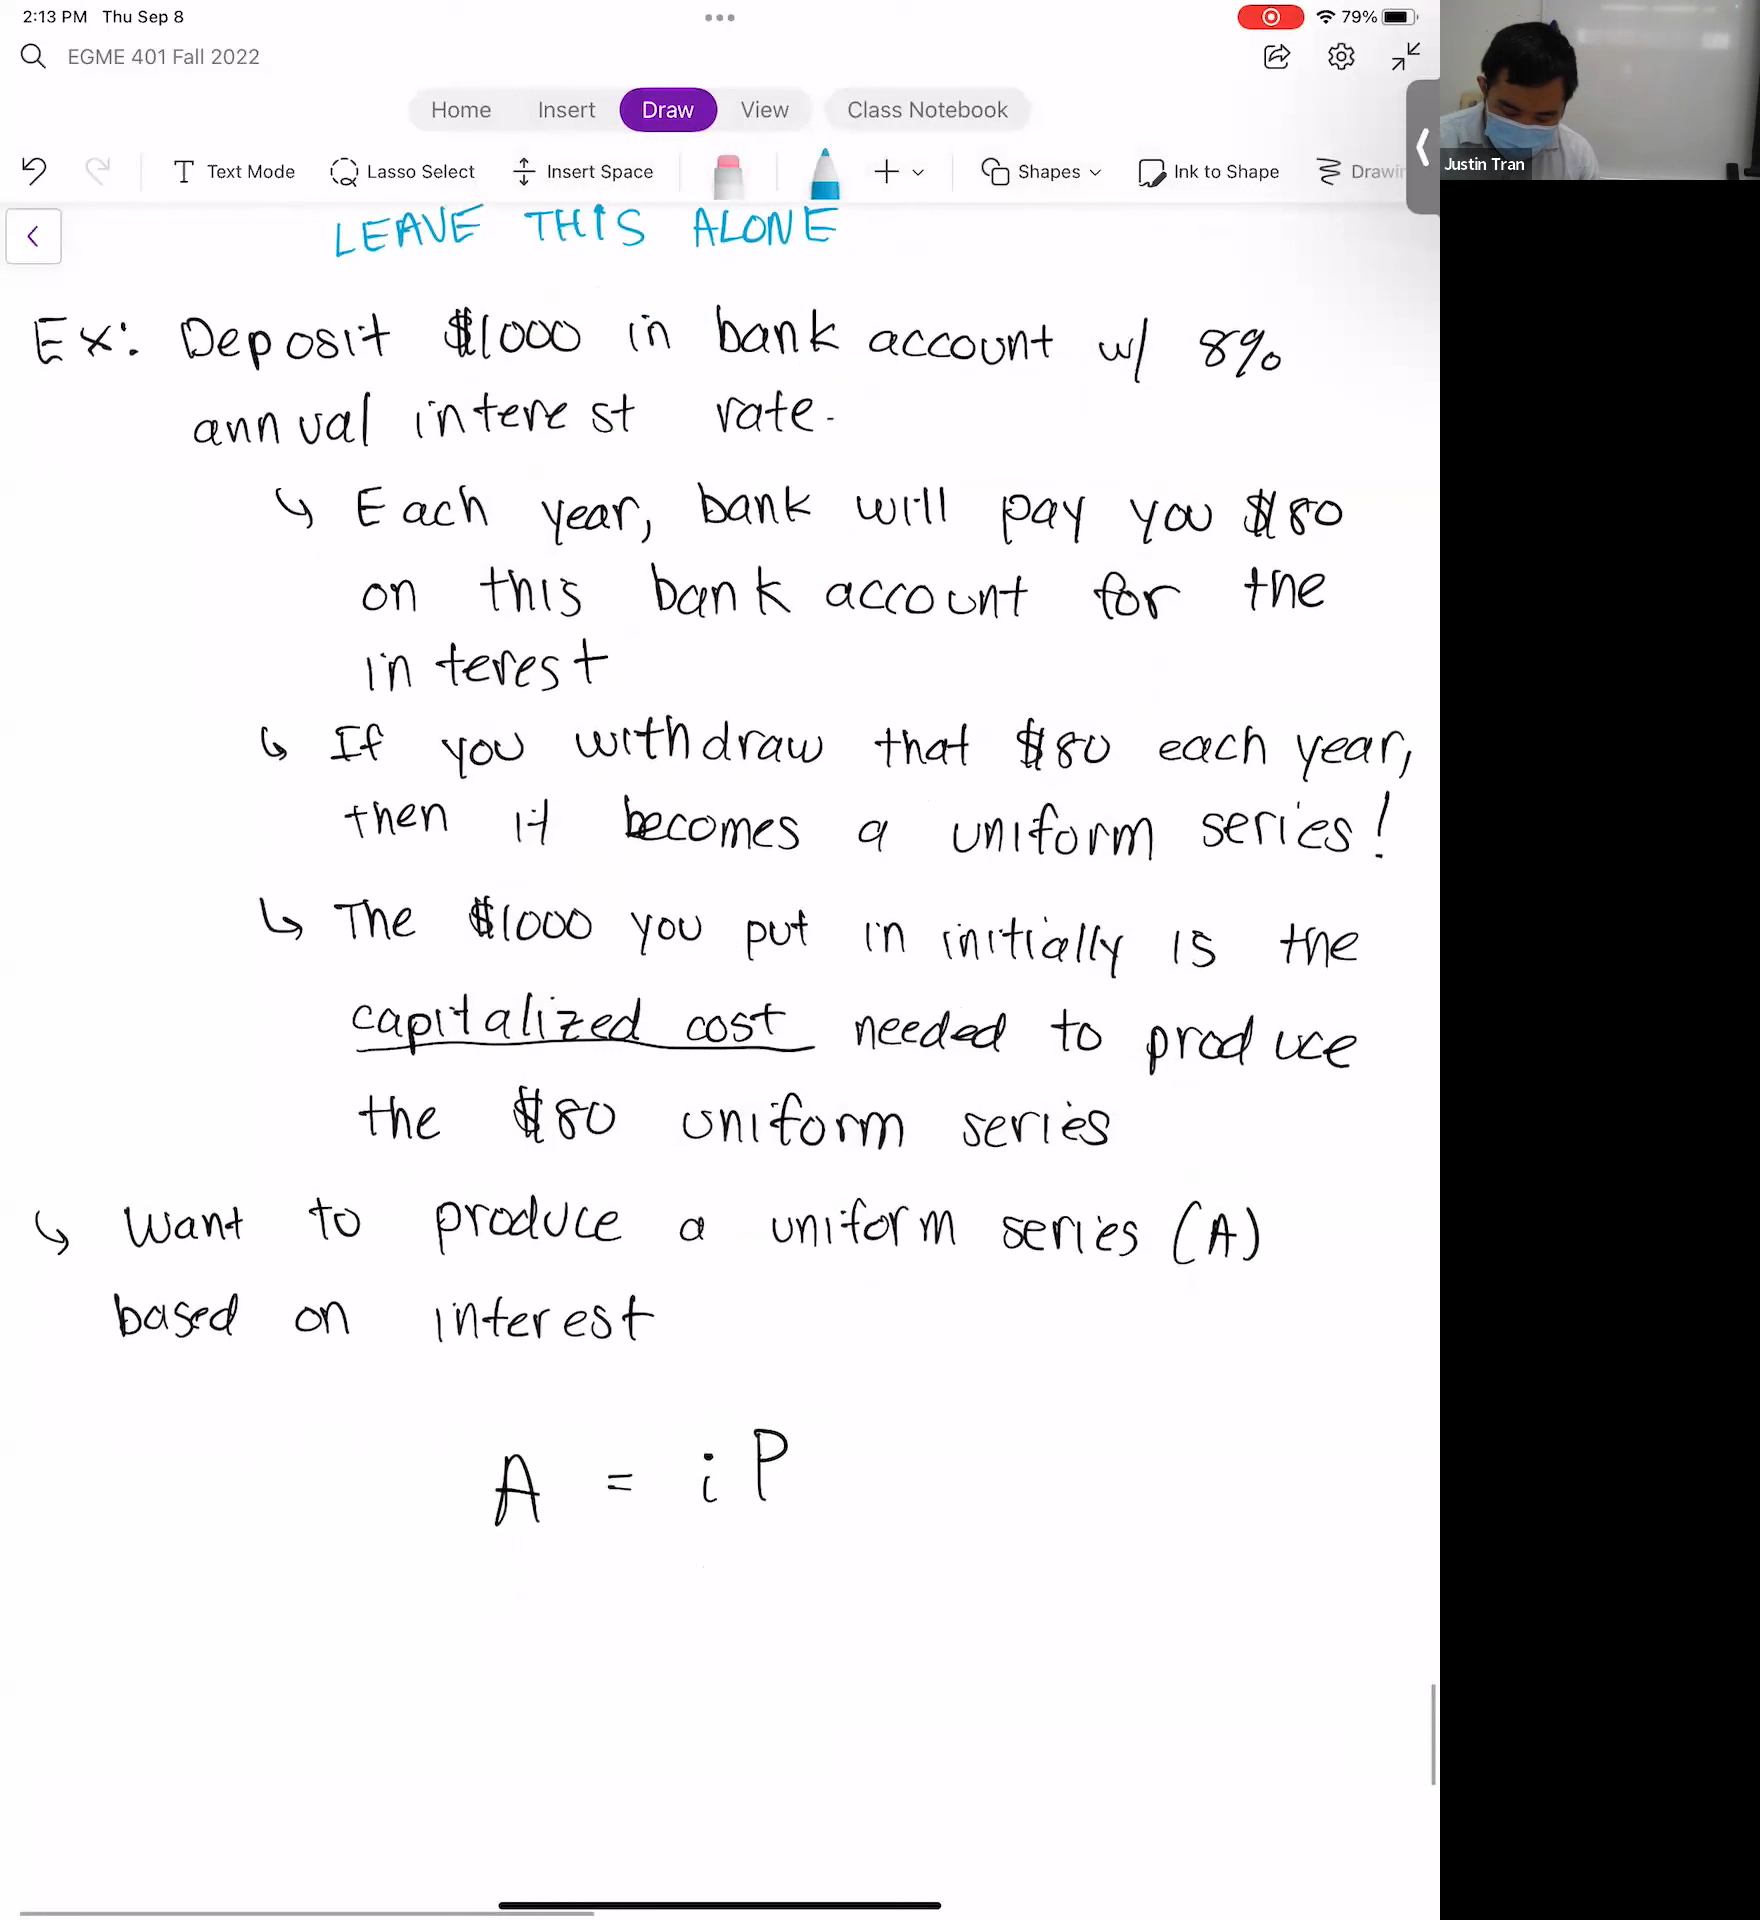 2:13 PM Thu Sep 8
79%
EGME 401 Fall 2022
Home Insert Draw View Class Notebook
Text Mode Lasso Select Insert Space Shapes Ink to Shape Drawi
Justin Tran
LEAVE THIS ALONE
Ex: Deposit $1000 in bank account w/ 8%
annual interest rate.
↳ Each year, bank will pay you $80
on this bank account for the
interest
↳ If you withdraw that $80 each year,
then it becomes a uniform series!
↳ The $1000 you put in initially is the
capitalized cost needed to produce
the $80 uniform series
↳ Want to produce a uniform series (A)
based on interest
A = i P